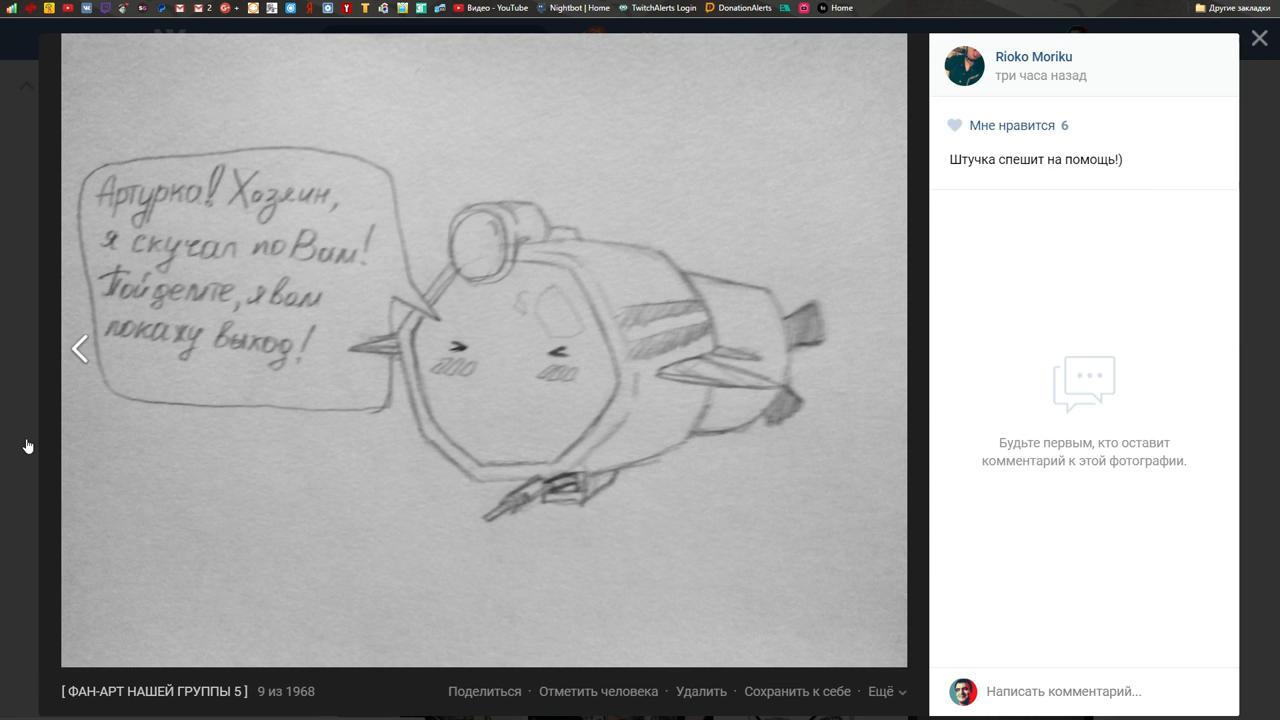 2
Видео - YouTube
Nightbot | Home
TwitchAlerts Login
DonationAlerts
Home
Другие закладки
Артурка! Хозяин,
я скучал по Вам!
Пойдемте, я вам
покажу выход!
Rioko Moriku
три часа назад
Мне нравится 6
Штучка спешит на помощь!)
Будьте первым, кто оставит
комментарий к этой фотографии.
[ ФАН-АРТ НАШЕЙ ГРУППЫ 5 ] 9 из 1968
Поделиться · Отметить человека · Удалить · Сохранить к себе · Ещё
Написать комментарий...